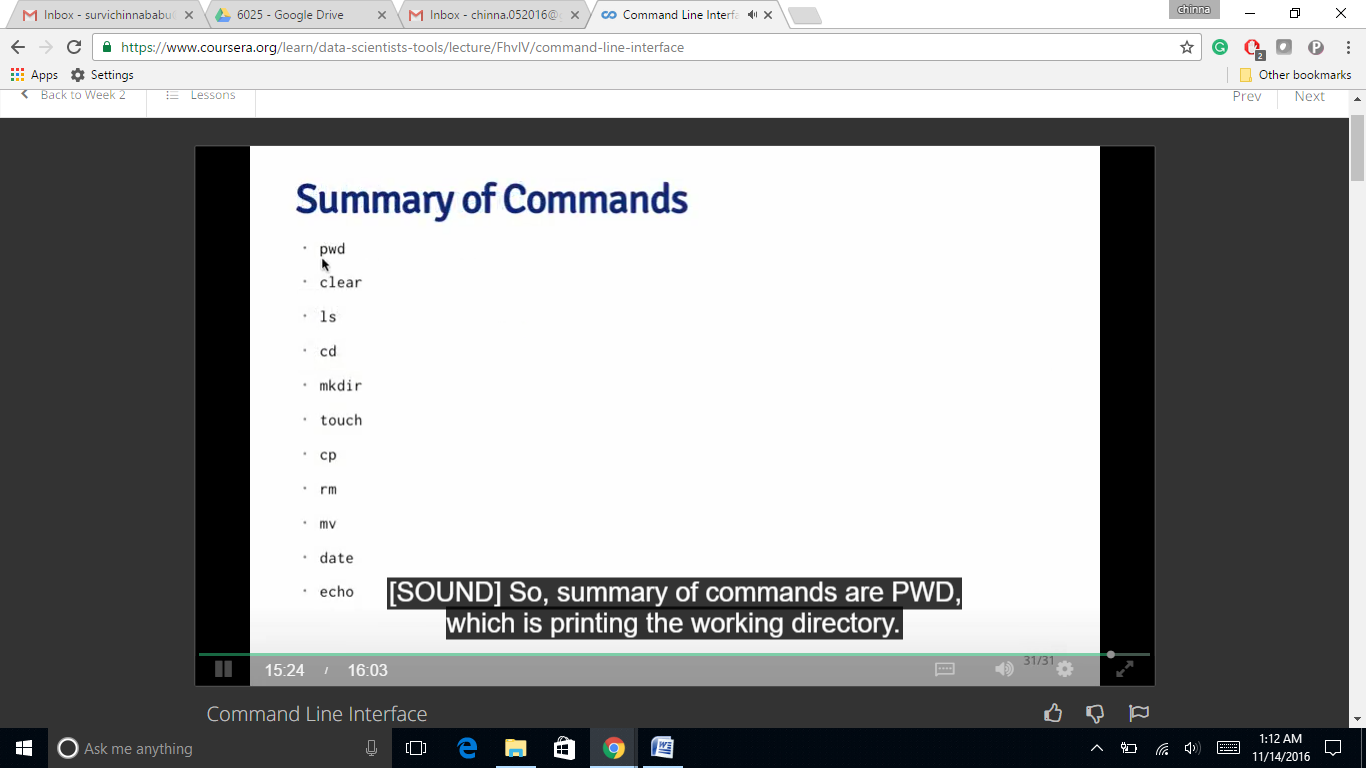 Inbox - survichinnababu
6025 - Google Drive
Inbox - chinna.052016@
Command Line Interfa
chinna
https://www.coursera.org/learn/data-scientists-tools/lecture/FhvlV/command-line-interface
2
Apps
Settings
Other bookmarks
Back to Week 2
Lessons
Prev
Next
Summary of Commands
· pwd
· clear
· ls
· cd
· mkdir
· touch
· cp
· rm
· mv
· date
· echo
[SOUND] So, summary of commands are PWD,
which is printing the working directory.
15:24 / 16:03
31/31
Command Line Interface
Ask me anything
1:12 AM
11/14/2016